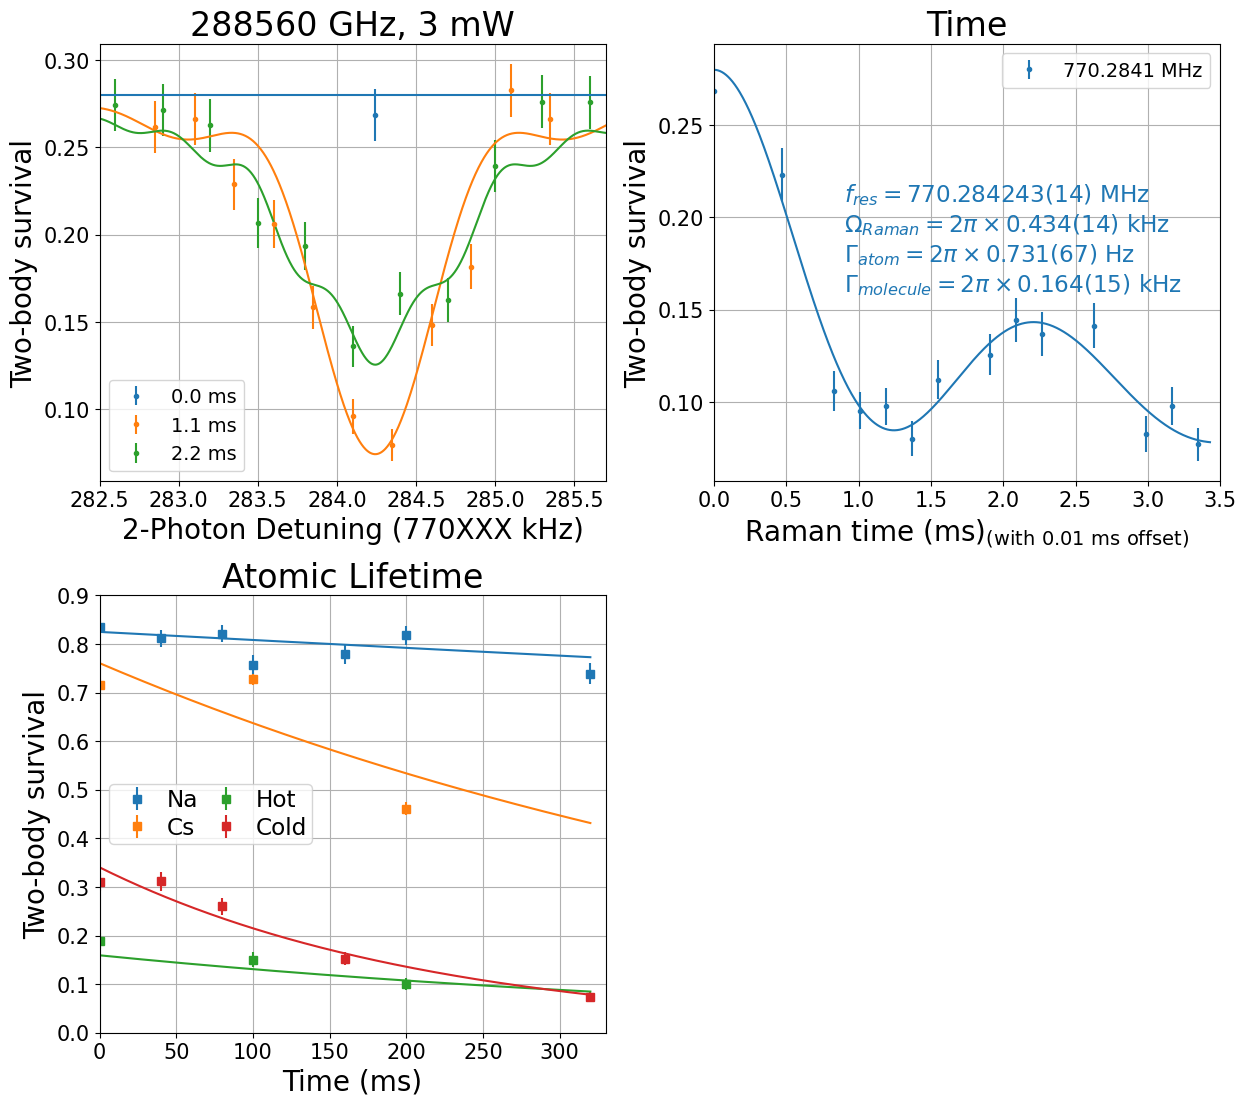 288560 GHz, 3 mW
Two-body survival
0.30
0.25
0.20
0.15
0.10
0.0 ms
1.1 ms
2.2 ms
282.5 283.0 283.5 284.0 284.5 285.0 285.5
2-Photon Detuning (770XXX kHz)
Time
Two-body survival
0.25
0.20
0.15
0.10
770.2841 MHz
f_res = 770.284243(14) MHz
Ω_Raman = 2π × 0.434(14) kHz
Γ_atom = 2π × 0.731(67) Hz
Γ_molecule = 2π × 0.164(15) kHz
0.0 0.5 1.0 1.5 2.0 2.5 3.0 3.5
Raman time (ms)(with 0.01 ms offset)
Atomic Lifetime
Two-body survival
0.9
0.8
0.7
0.6
0.5
0.4
0.3
0.2
0.1
0.0
Na Hot
Cs Cold
0 50 100 150 200 250 300
Time (ms)